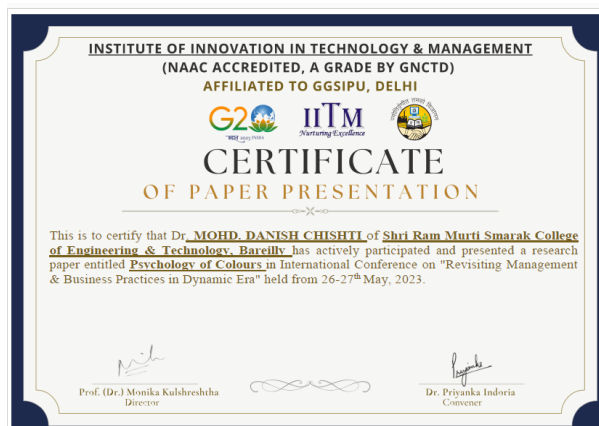 INSTITUTE OF INNOVATION IN TECHNOLOGY & MANAGEMENT
(NAAC ACCREDITED, A GRADE BY GNCTD)
AFFILIATED TO GGSIPU, DELHI
G20
भारत 2023 INDIA
IITM
Nurturing Excellence
CERTIFICATE
OF PAPER PRESENTATION
This is to certify that Dr. MOHD. DANISH CHISHTI of Shri Ram Murti Smarak College
of Engineering & Technology, Bareilly has actively participated and presented a research
paper entitled Psychology of Colours in International Conference on "Revisiting Management
& Business Practices in Dynamic Era" held from 26-27th May, 2023.
Priyanka
Prof. (Dr.) Monika Kulshreshtha
Director
Dr. Priyanka Indoria
Convener